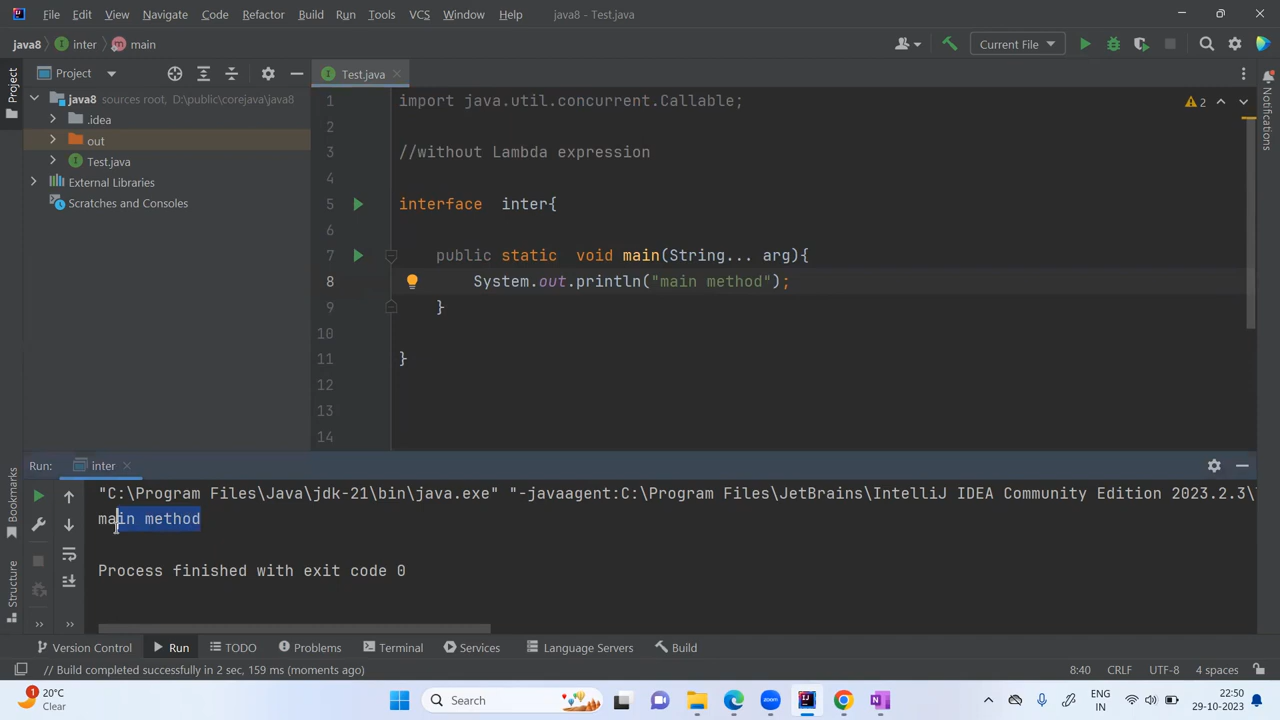 File Edit View Navigate Code Refactor Build Run Tools VCS Window Help java8 - Test.java
java8 inter main Current File
Project Test.java
java8 sources root, D:\public\corejava\java8
.idea
out
Test.java
External Libraries
Scratches and Consoles
Project
Bookmarks
Structure
1 import java.util.concurrent.Callable;
2
3 //without Lambda expression
4
5 interface inter{
6
7 public static void main(String... arg){
8 System.out.println("main method");
9 }
10
11 }
12
13
14
2
Notifications
Run: inter
"C:\Program Files\Java\jdk-21\bin\java.exe" "-javaagent:C:\Program Files\JetBrains\IntelliJ IDEA Community Edition 2023.2.3\
main method
Process finished with exit code 0
Version Control Run TODO Problems Terminal Services Language Servers Build
// Build completed successfully in 2 sec, 159 ms (moments ago) 8:40 CRLF UTF-8 4 spaces
20°C
Clear
Search
zoom
ENG
IN
22:50
29-10-2023